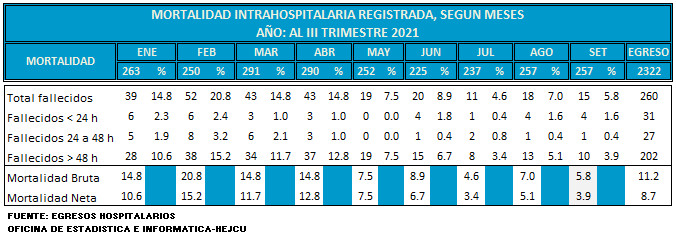 MORTALIDAD INTRAHOSPITALARIA REGISTRADA, SEGUN MESES
AÑO: AL III TRIMESTRE 2021
MORTALIDAD ENE FEB MAR ABR MAY JUN JUL AGO SET EGRESO
263 % 250 % 291 % 290 % 252 % 225 % 237 % 257 % 257 % 2322
Total fallecidos 39 14.8 52 20.8 43 14.8 43 14.8 19 7.5 20 8.9 11 4.6 18 7.0 15 5.8 260
Fallecidos < 24 h 6 2.3 6 2.4 3 1.0 3 1.0 0 0.0 4 1.8 1 0.4 4 1.6 4 1.6 31
Fallecidos 24 a 48 h 5 1.9 8 3.2 6 2.1 3 1.0 0 0.0 1 0.4 2 0.8 1 0.4 1 0.4 27
Fallecidos > 48 h 28 10.6 38 15.2 34 11.7 37 12.8 19 7.5 15 6.7 8 3.4 13 5.1 10 3.9 202
Mortalidad Bruta 14.8 20.8 14.8 14.8 7.5 8.9 4.6 7.0 5.8 11.2
Mortalidad Neta 10.6 15.2 11.7 12.8 7.5 6.7 3.4 5.1 3.9 8.7
FUENTE: EGRESOS HOSPITALARIOS
OFICINA DE ESTADISTICA E INFORMATICA-HEJCU